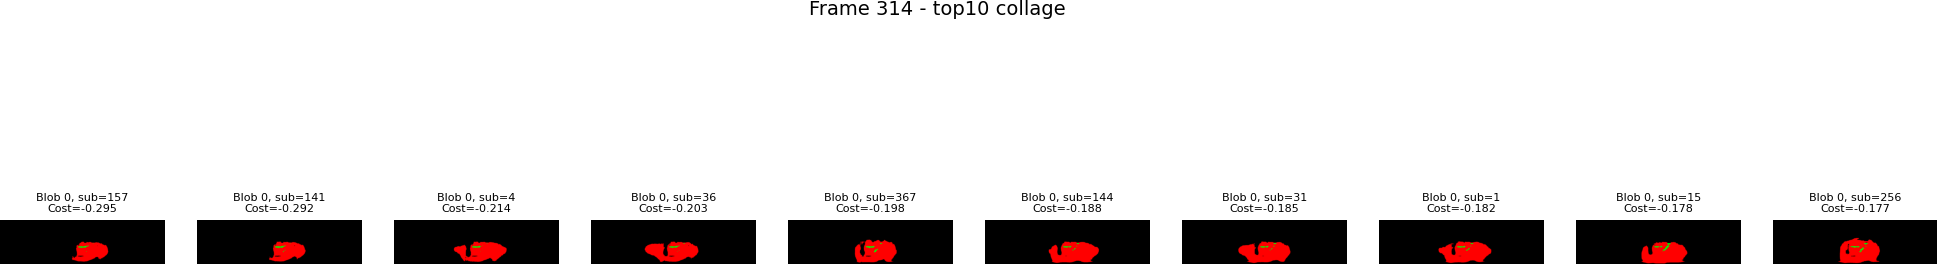 Frame 314 - top10 collage
Blob 0, sub=157
Cost=-0.295
Blob 0, sub=141
Cost=-0.292
Blob 0, sub=4
Cost=-0.214
Blob 0, sub=36
Cost=-0.203
Blob 0, sub=367
Cost=-0.198
Blob 0, sub=144
Cost=-0.188
Blob 0, sub=31
Cost=-0.185
Blob 0, sub=1
Cost=-0.182
Blob 0, sub=15
Cost=-0.178
Blob 0, sub=256
Cost=-0.177